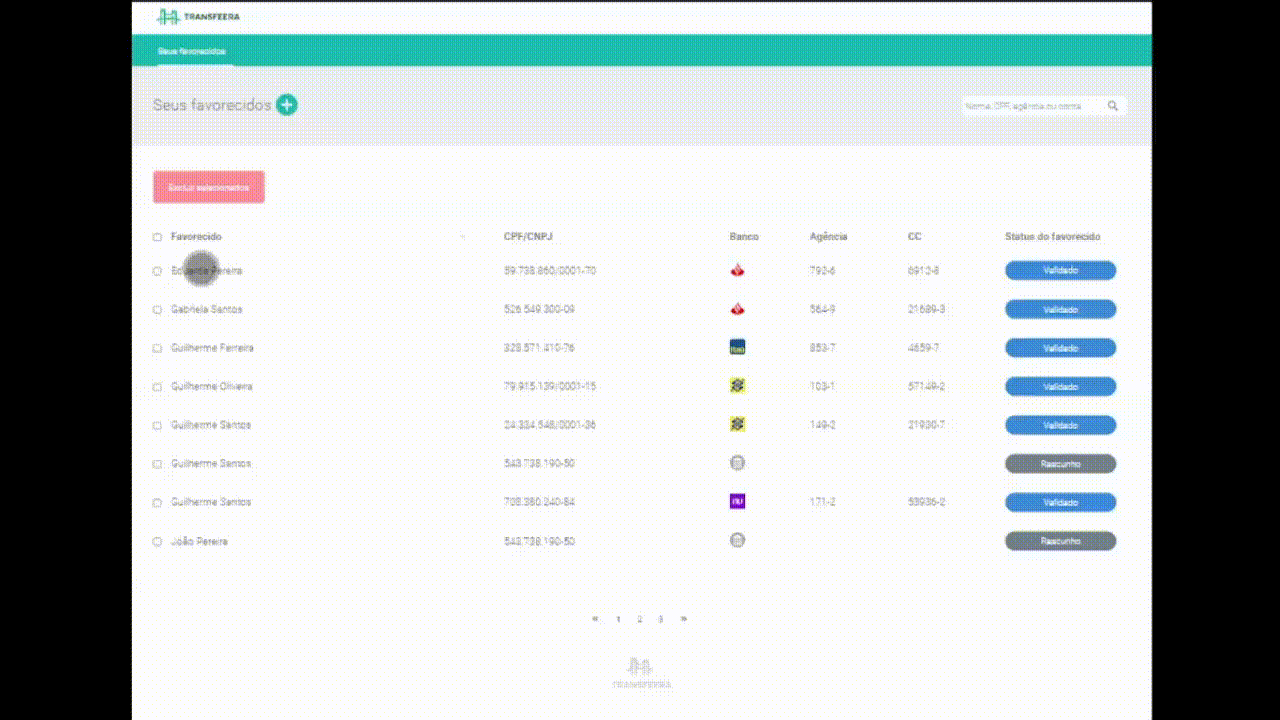 TRANSFEERA
Seus favorecidos
Seus favorecidos
Nome, CPF, agência ou conta
Excluir selecionados
Favorecido CPF/CNPJ Banco Agência CC Status do favorecido
Eduarda Pereira 59.738.860/0001-70 792-6 6912-8 Validado
Gabriela Santos 526.549.300-09 564-9 21689-3 Validado
Guilherme Ferreira 328.571.410-76 itaú 853-7 4659-7 Validado
Guilherme Oliveira 79.915.139/0001-15 103-1 57149-2 Validado
Guilherme Santos 24.334.548/0001-36 149-2 21930-7 Validado
Guilherme Santos 543.738.190-50 Rascunho
Guilherme Santos 708.380.240-84 nu 171-2 53936-2 Validado
João Pereira 543.738.190-50 Rascunho
« 1 2 3 »
TRANSFEERA